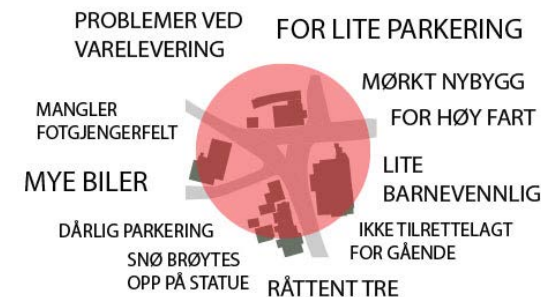 PROBLEMER VED
VARELEVERING
FOR LITE PARKERING
MØRKT NYBYGG
MANGLER
FOTGJENGERFELT
FOR HØY FART
MYE BILER
LITE
BARNEVENNLIG
DÅRLIG PARKERING
IKKE TILRETTELAGT
FOR GÅENDE
SNØ BRØYTES
OPP PÅ STATUE
RÅTTENT TRE